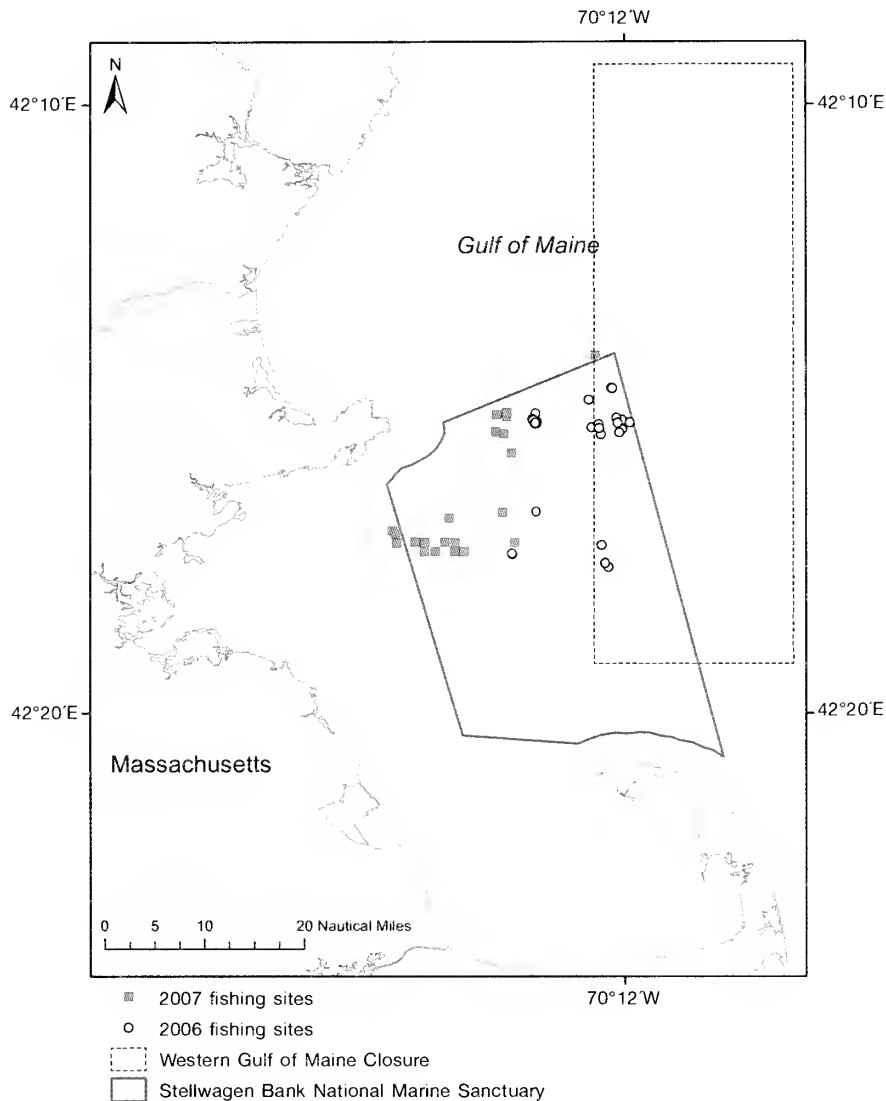 70°12´W
N
42°10´E
42°10´E
Gulf of Maine
42°20´E
42°20´E
Massachusetts
0 5 10 20 Nautical Miles
70°12´W
2007 fishing sites
2006 fishing sites
Western Gulf of Maine Closure
Stellwagen Bank National Marine Sanctuary